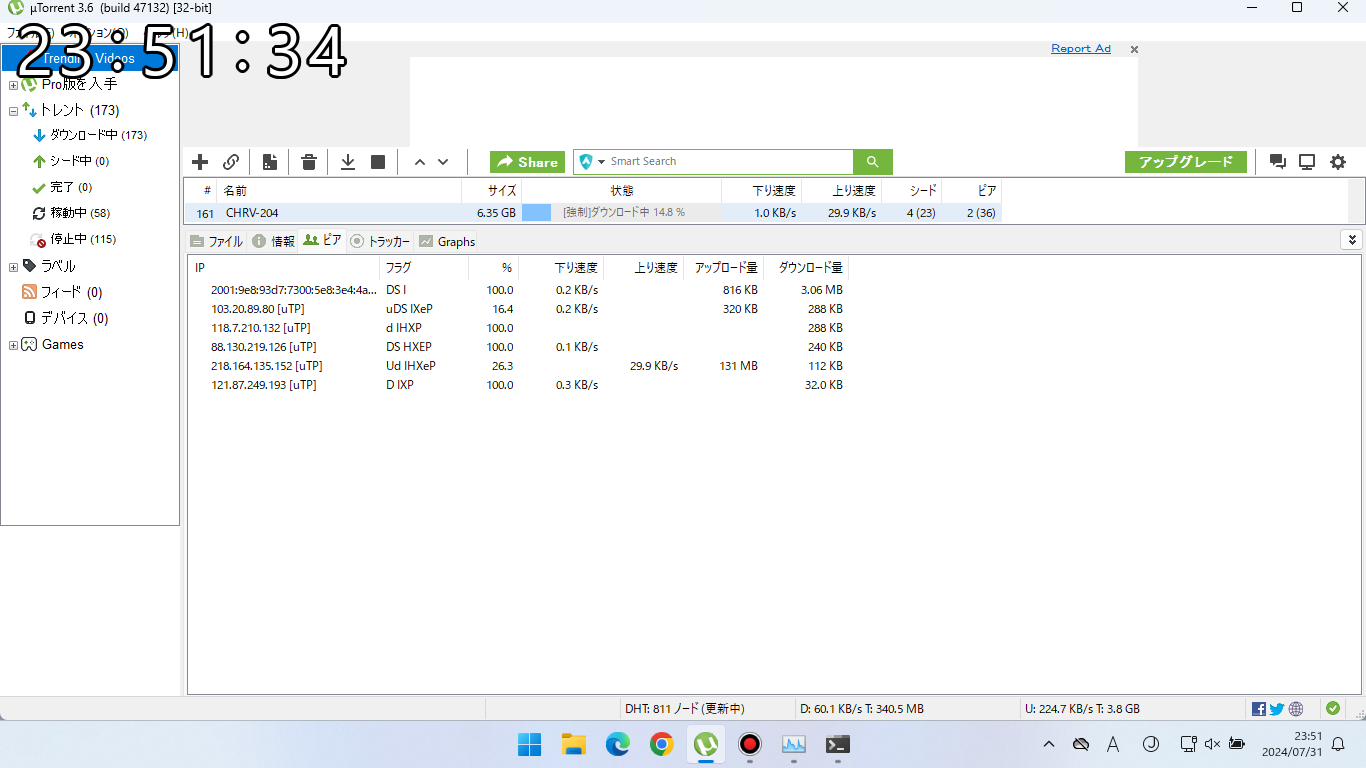 µTorrent 3.6 (build 47132) [32-bit]
23:51:34
Report Ad
Pro版を入手
トレント (173)
ダウンロード中 (173)
シード中 (0)
完了 (0)
稼動中 (58)
停止中 (115)
ラベル
フィード (0)
デバイス (0)
Games
Share Smart Search アップグレード
# 名前 サイズ 状態 下り速度 上り速度 シード ピア
161 CHRV-204 6.35 GB [強制]ダウンロード中 14.8 % 1.0 KB/s 29.9 KB/s 4 (23) 2 (36)
ファイル 情報 ピア トラッカー Graphs
IP フラグ % 下り速度 上り速度 アップロード量 ダウンロード量
2001:9e8:93d7:7300:5e8:3e4:4a... DS I 100.0 0.2 KB/s 816 KB 3.06 MB
103.20.89.80 [uTP] uDS IXeP 16.4 0.2 KB/s 320 KB 288 KB
118.7.210.132 [uTP] d IHXP 100.0 288 KB
88.130.219.126 [uTP] DS HXEP 100.0 0.1 KB/s 240 KB
218.164.135.152 [uTP] Ud IHXeP 26.3 29.9 KB/s 131 MB 112 KB
121.87.249.193 [uTP] D IXP 100.0 0.3 KB/s 32.0 KB
DHT: 811 ノード (更新中) D: 60.1 KB/s T: 340.5 MB U: 224.7 KB/s T: 3.8 GB
A 23:51
2024/07/31